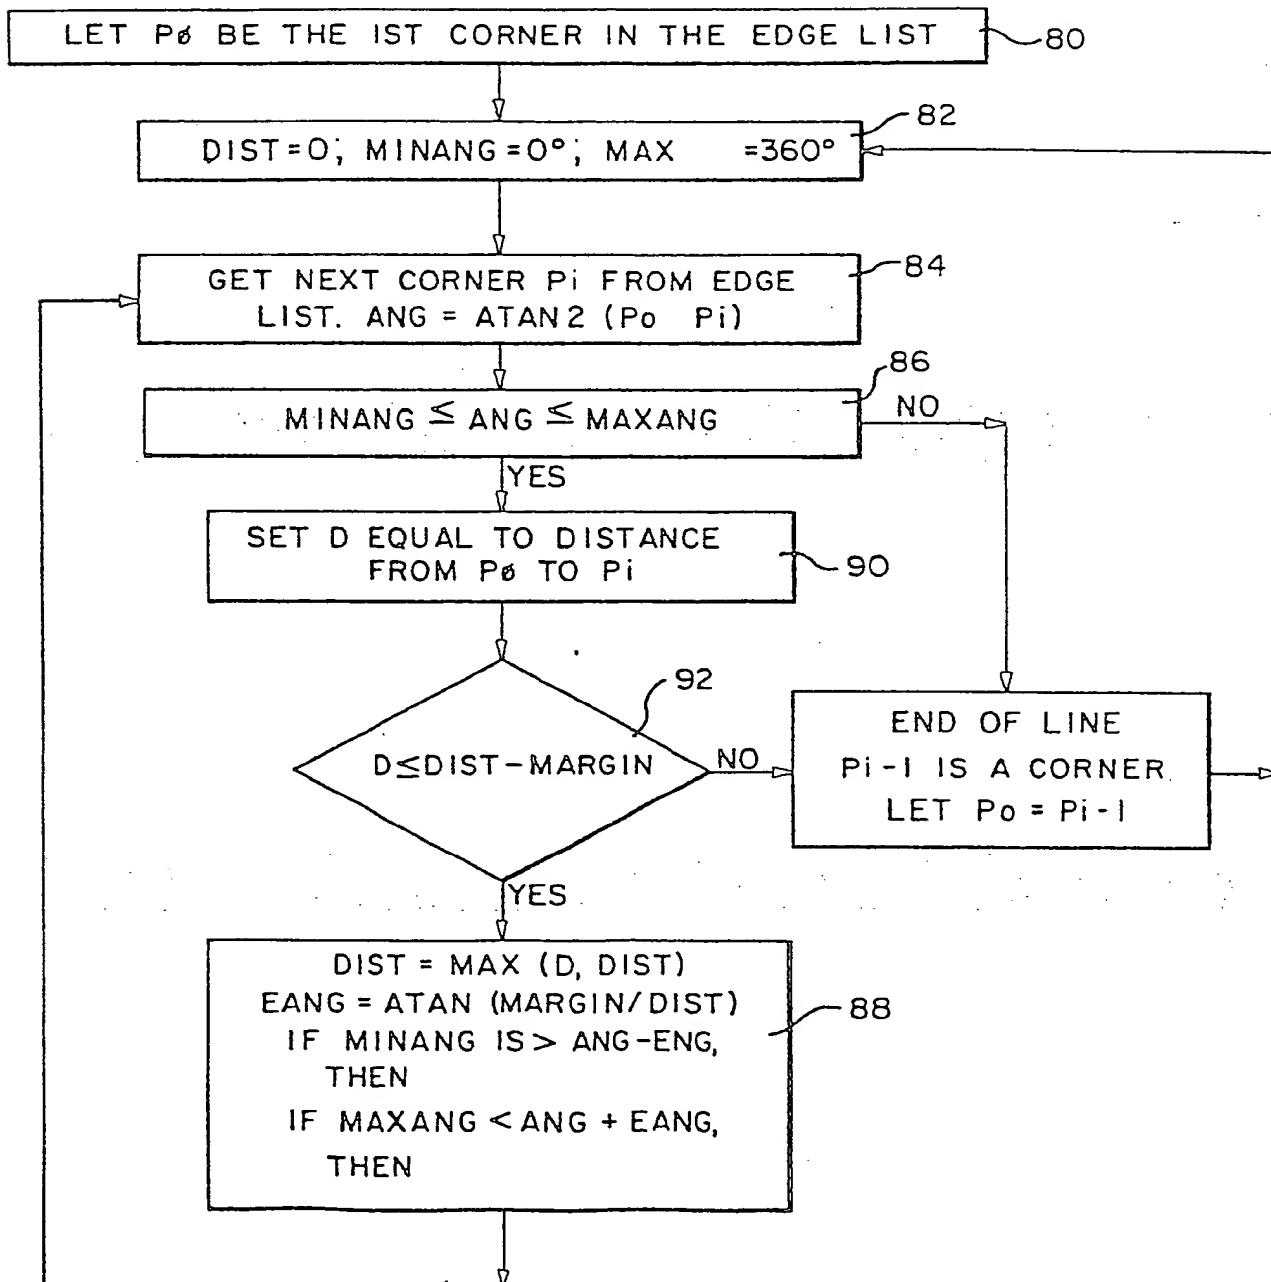 LET Pø BE THE IST CORNER IN THE EDGE LIST
80
82
DIST=0; MINANG=0°; MAX =360°
84
GET NEXT CORNER Pi FROM EDGE
LIST. ANG = ATAN2 (Po Pi)
86
MINANG ≤ ANG ≤ MAXANG
NO
YES
SET D EQUAL TO DISTANCE
FROM Pø TO Pi
90
92
D≤DIST-MARGIN
NO
END OF LINE
Pi-1 IS A CORNER
LET Po = Pi-1
YES
DIST = MAX (D, DIST)
EANG = ATAN (MARGIN/DIST)
88
IF MINANG IS > ANG-ENG,
THEN
IF MAXANG < ANG + EANG,
THEN